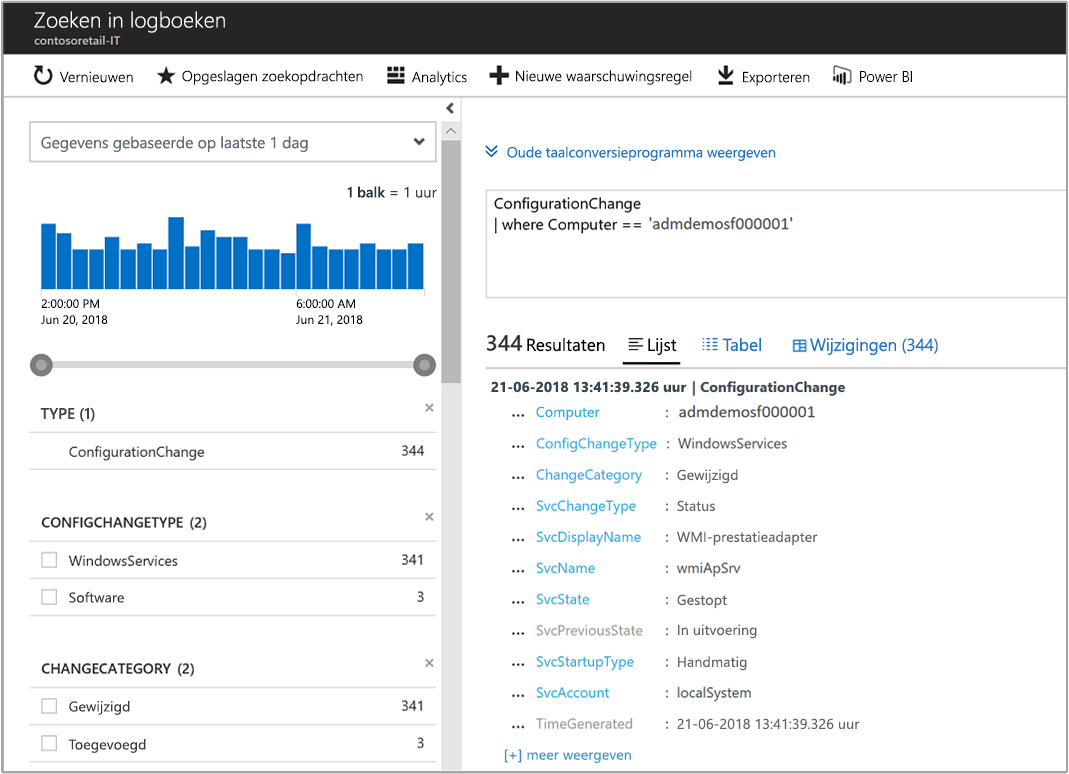 Zoeken in logboeken
contosoretail-IT
Vernieuwen Opgeslagen zoekopdrachten Analytics Nieuwe waarschuwingsregel Exporteren Power BI
Gegevens gebaseerde op laatste 1 dag
1 balk = 1 uur
2:00:00 PM 6:00:00 AM
Jun 20, 2018 Jun 21, 2018
TYPE (1)
ConfigurationChange 344
CONFIGCHANGETYPE (2)
WindowsServices 341
Software 3
CHANGECATEGORY (2)
Gewijzigd 341
Toegevoegd 3
Oude taalconversieprogramma weergeven
ConfigurationChange
| where Computer == 'admdemosf000001'
344 Resultaten Lijst Tabel Wijzigingen (344)
21-06-2018 13:41:39.326 uur | ConfigurationChange
... Computer : admdemosf000001
... ConfigChangeType : WindowsServices
... ChangeCategory : Gewijzigd
... SvcChangeType : Status
... SvcDisplayName : WMI-prestatieadapter
... SvcName : wmiApSrv
... SvcState : Gestopt
... SvcPreviousState : In uitvoering
... SvcStartupType : Handmatig
... SvcAccount : localSystem
... TimeGenerated : 21-06-2018 13:41:39.326 uur
[+] meer weergeven